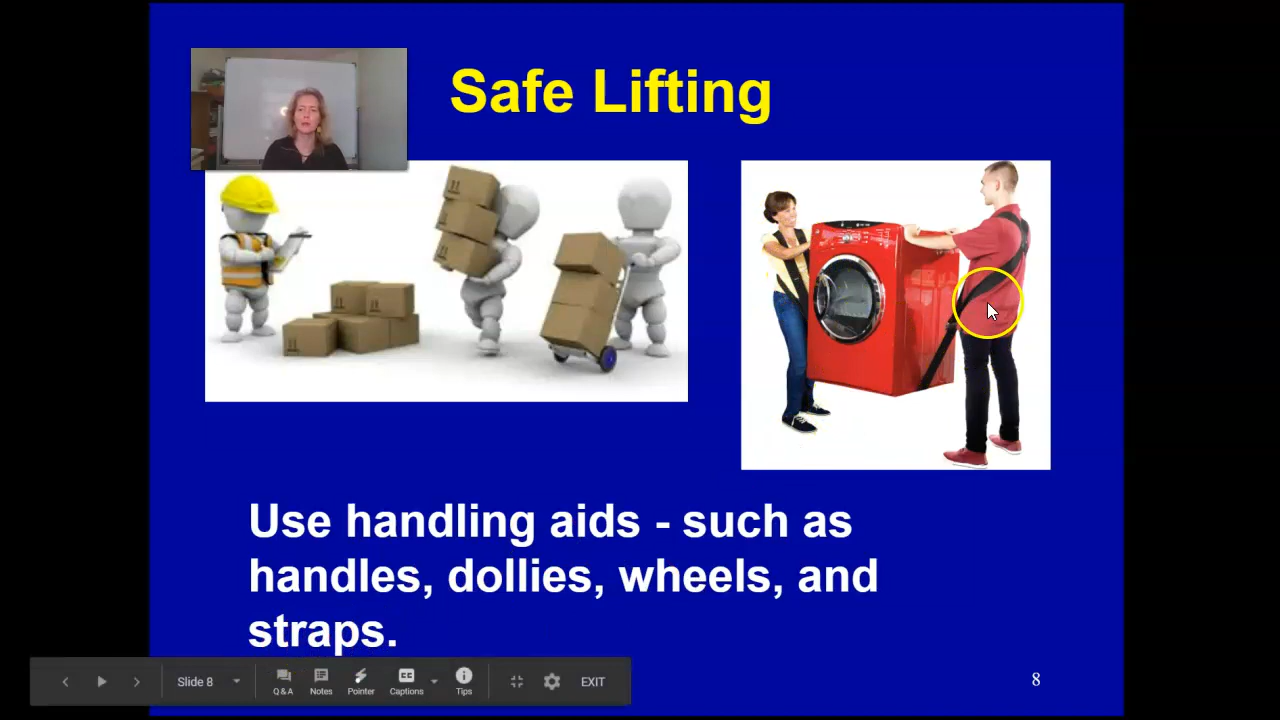 Safe Lifting
Use handling aids - such as
handles, dollies, wheels, and
straps.
Slide 8
Q & A
Notes
Pointer
Captions
Tips
EXIT
8